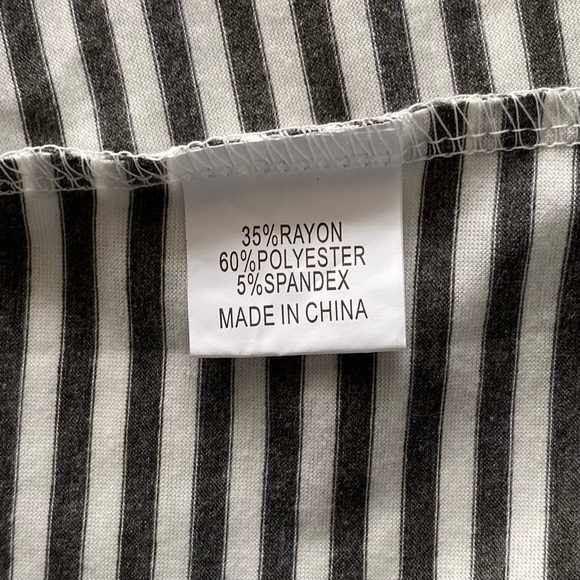 35%RAYON
60%POLYESTER
5%SPANDEX
MADE IN CHINA